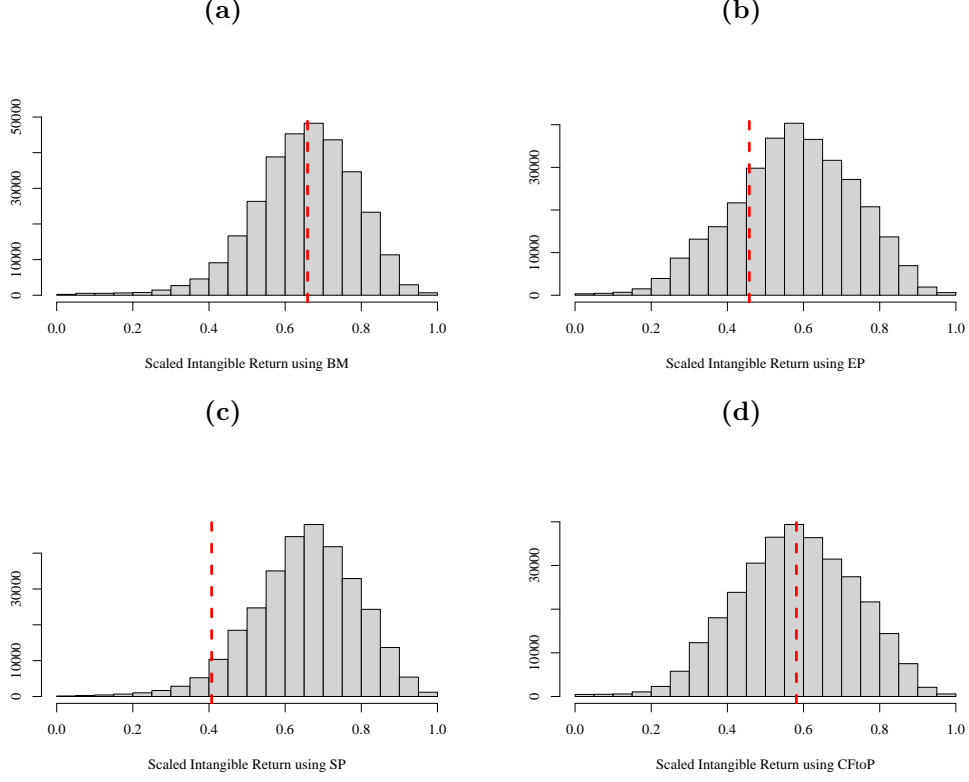 (a)
50000
30000
10000
0
0.0 0.2 0.4 0.6 0.8 1.0
Scaled Intangible Return using BM
(b)
30000
10000
0
0.0 0.2 0.4 0.6 0.8 1.0
Scaled Intangible Return using EP
(c)
30000
10000
0
0.0 0.2 0.4 0.6 0.8 1.0
Scaled Intangible Return using SP
(d)
30000
10000
0
0.0 0.2 0.4 0.6 0.8 1.0
Scaled Intangible Return using CFtoP